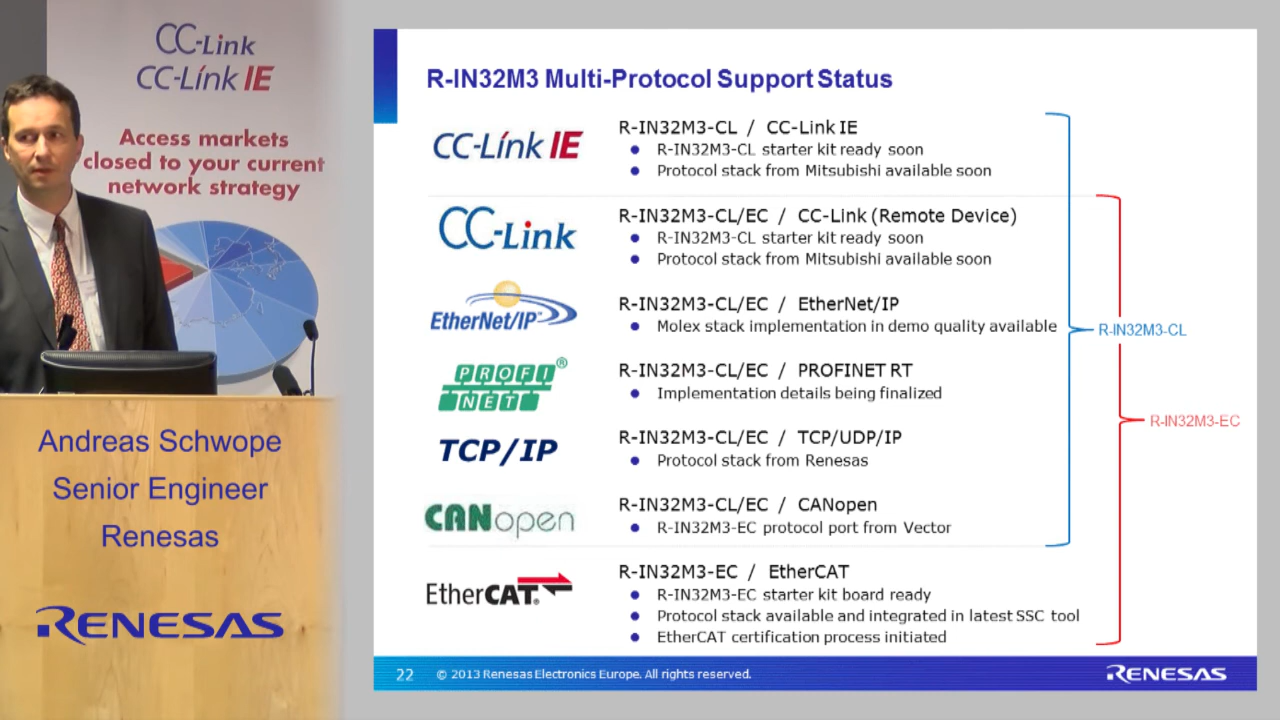 CC-Link
CC-Link IE
Access markets
closed to your current
network strategy
Andreas Schwope
Senior Engineer
Renesas
RENESAS
R-IN32M3 Multi-Protocol Support Status
CC-Link IE
R-IN32M3-CL / CC-Link IE
● R-IN32M3-CL starter kit ready soon
● Protocol stack from Mitsubishi available soon
CC-Link
R-IN32M3-CL/EC / CC-Link (Remote Device)
● R-IN32M3-CL starter kit ready soon
● Protocol stack from Mitsubishi available soon
EtherNet/IP™
R-IN32M3-CL/EC / EtherNet/IP
● Molex stack implementation in demo quality available
R-IN32M3-CL
PROFI
NET®
R-IN32M3-CL/EC / PROFINET RT
● Implementation details being finalized
R-IN32M3-EC
TCP/IP
R-IN32M3-CL/EC / TCP/UDP/IP
● Protocol stack from Renesas
CANopen
R-IN32M3-CL/EC / CANopen
● R-IN32M3-EC protocol port from Vector
EtherCAT®
R-IN32M3-EC / EtherCAT
● R-IN32M3-EC starter kit board ready
● Protocol stack available and integrated in latest SSC tool
● EtherCAT certification process initiated
22 © 2013 Renesas Electronics Europe. All rights reserved.
RENESAS